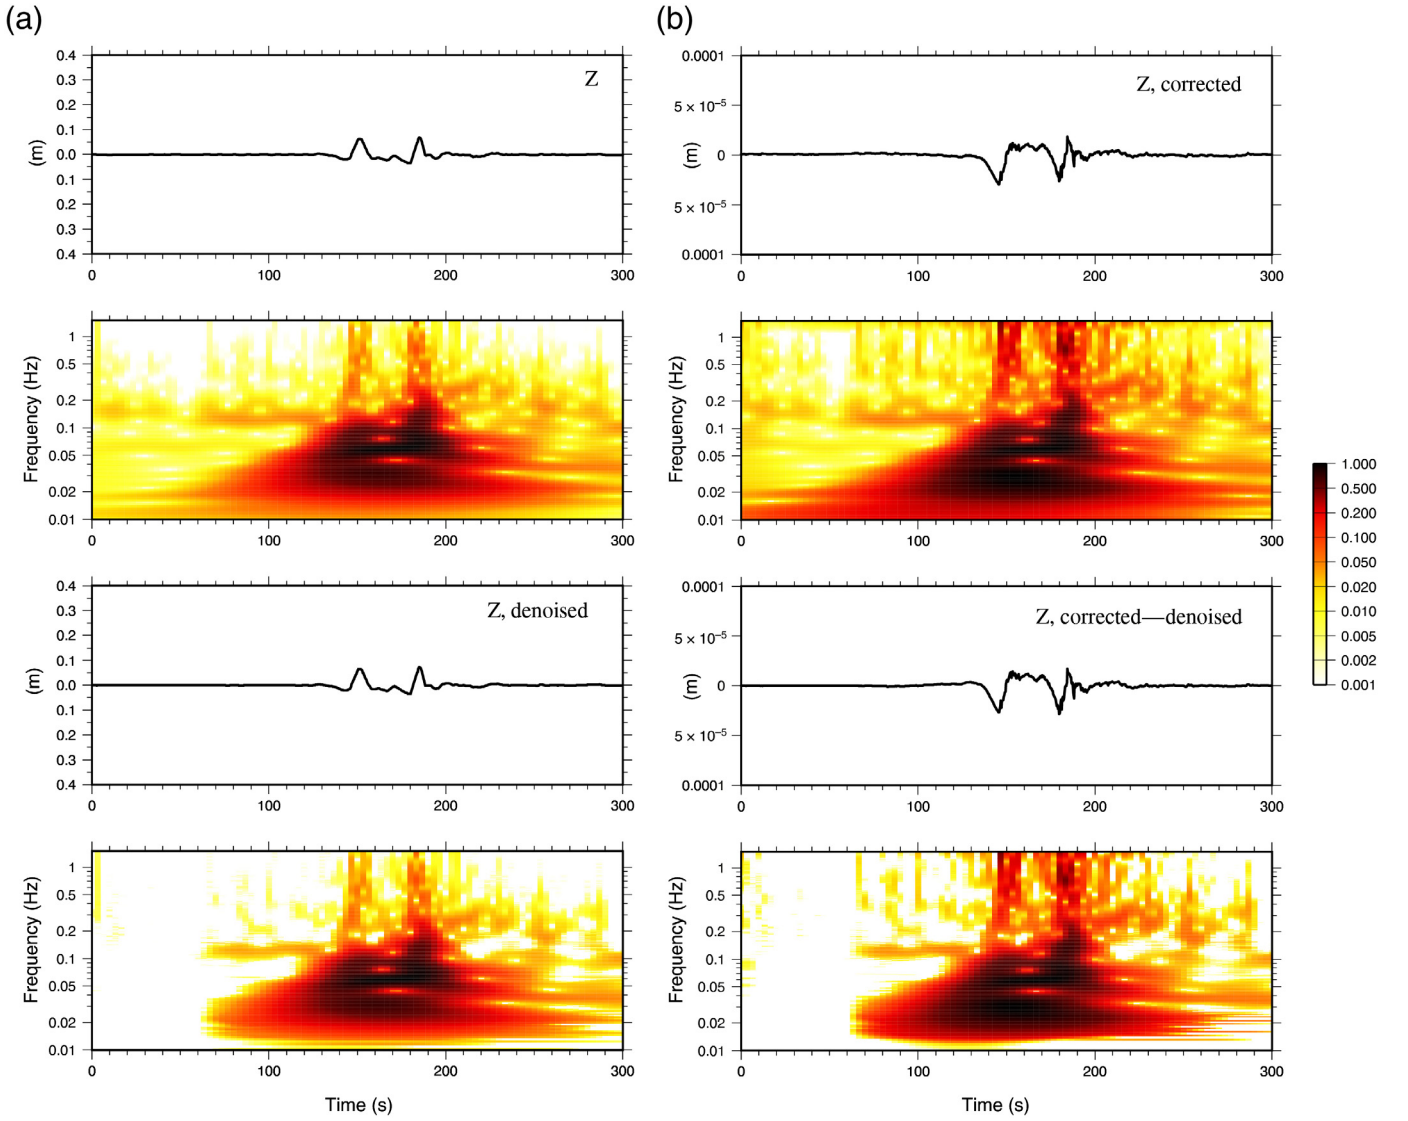 (a)
(b)
0.4
0.3
0.2
0.1
0.0
0.1
0.2
0.3
0.4
(m)
Z
0 100 200 300
0.0001
5 × 10⁻⁵
0
5 × 10⁻⁵
0.0001
(m)
Z, corrected
0 100 200 300
1
0.5
0.2
0.1
0.05
0.02
0.01
Frequency (Hz)
0 100 200 300
1
0.5
0.2
0.1
0.05
0.02
0.01
Frequency (Hz)
0 100 200 300
1.000
0.500
0.200
0.100
0.050
0.020
0.010
0.005
0.002
0.001
0.4
0.3
0.2
0.1
0.0
0.1
0.2
0.3
0.4
(m)
Z, denoised
0 100 200 300
0.0001
5 × 10⁻⁵
0
5 × 10⁻⁵
0.0001
(m)
Z, corrected—denoised
0 100 200 300
1
0.5
0.2
0.1
0.05
0.02
0.01
Frequency (Hz)
0 100 200 300
Time (s)
1
0.5
0.2
0.1
0.05
0.02
0.01
Frequency (Hz)
0 100 200 300
Time (s)